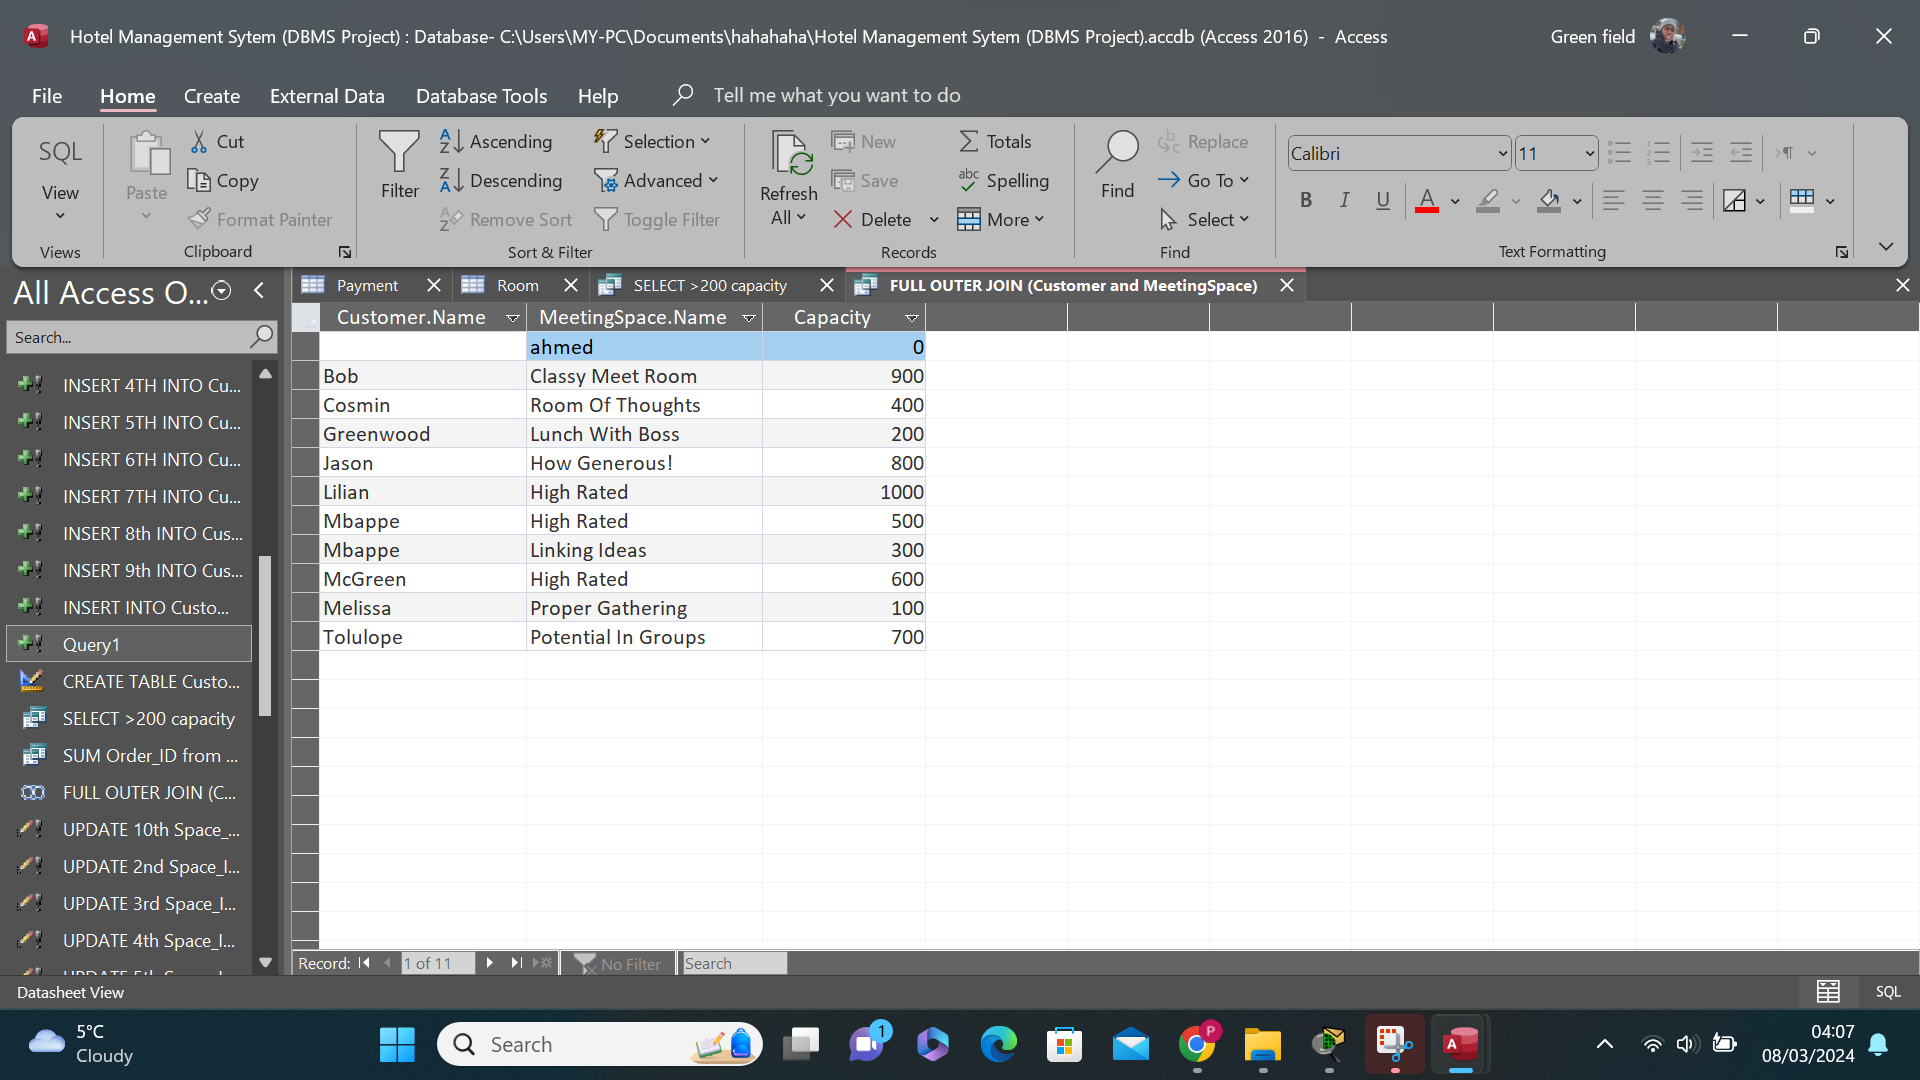 Hotel Management Sytem (DBMS Project) : Database- C:\Users\MY-PC\Documents\hahahaha\Hotel Management Sytem (DBMS Project).accdb (Access 2016) - Access
Green field
File Home Create External Data Database Tools Help Tell me what you want to do
SQL
View
Views
Paste
Cut
Copy
Format Painter
Clipboard
Filter
Ascending
Descending
Remove Sort
Selection
Advanced
Toggle Filter
Sort & Filter
Refresh
All
New
Save
Delete
Totals
Spelling
More
Records
Find
Replace
Go To
Select
Find
Calibri 11
B I U A
Text Formatting
All Access O...
Search...
INSERT 4TH INTO Cu...
INSERT 5TH INTO Cu...
INSERT 6TH INTO Cu...
INSERT 7TH INTO Cu...
INSERT 8th INTO Cus...
INSERT 9th INTO Cus...
INSERT INTO Custo...
Query1
CREATE TABLE Custo...
SELECT >200 capacity
SUM Order_ID from ...
FULL OUTER JOIN (C...
UPDATE 10th Space_...
UPDATE 2nd Space_I...
UPDATE 3rd Space_I...
UPDATE 4th Space_I...
Payment Room SELECT >200 capacity FULL OUTER JOIN (Customer and MeetingSpace)
Customer.Name MeetingSpace.Name Capacity
ahmed 0
Bob Classy Meet Room 900
Cosmin Room Of Thoughts 400
Greenwood Lunch With Boss 200
Jason How Generous! 800
Lilian High Rated 1000
Mbappe High Rated 500
Mbappe Linking Ideas 300
McGreen High Rated 600
Melissa Proper Gathering 100
Tolulope Potential In Groups 700
Record: 1 of 11 No Filter Search
Datasheet View SQL
5°C
Cloudy
Search
1
P
A
04:07
08/03/2024